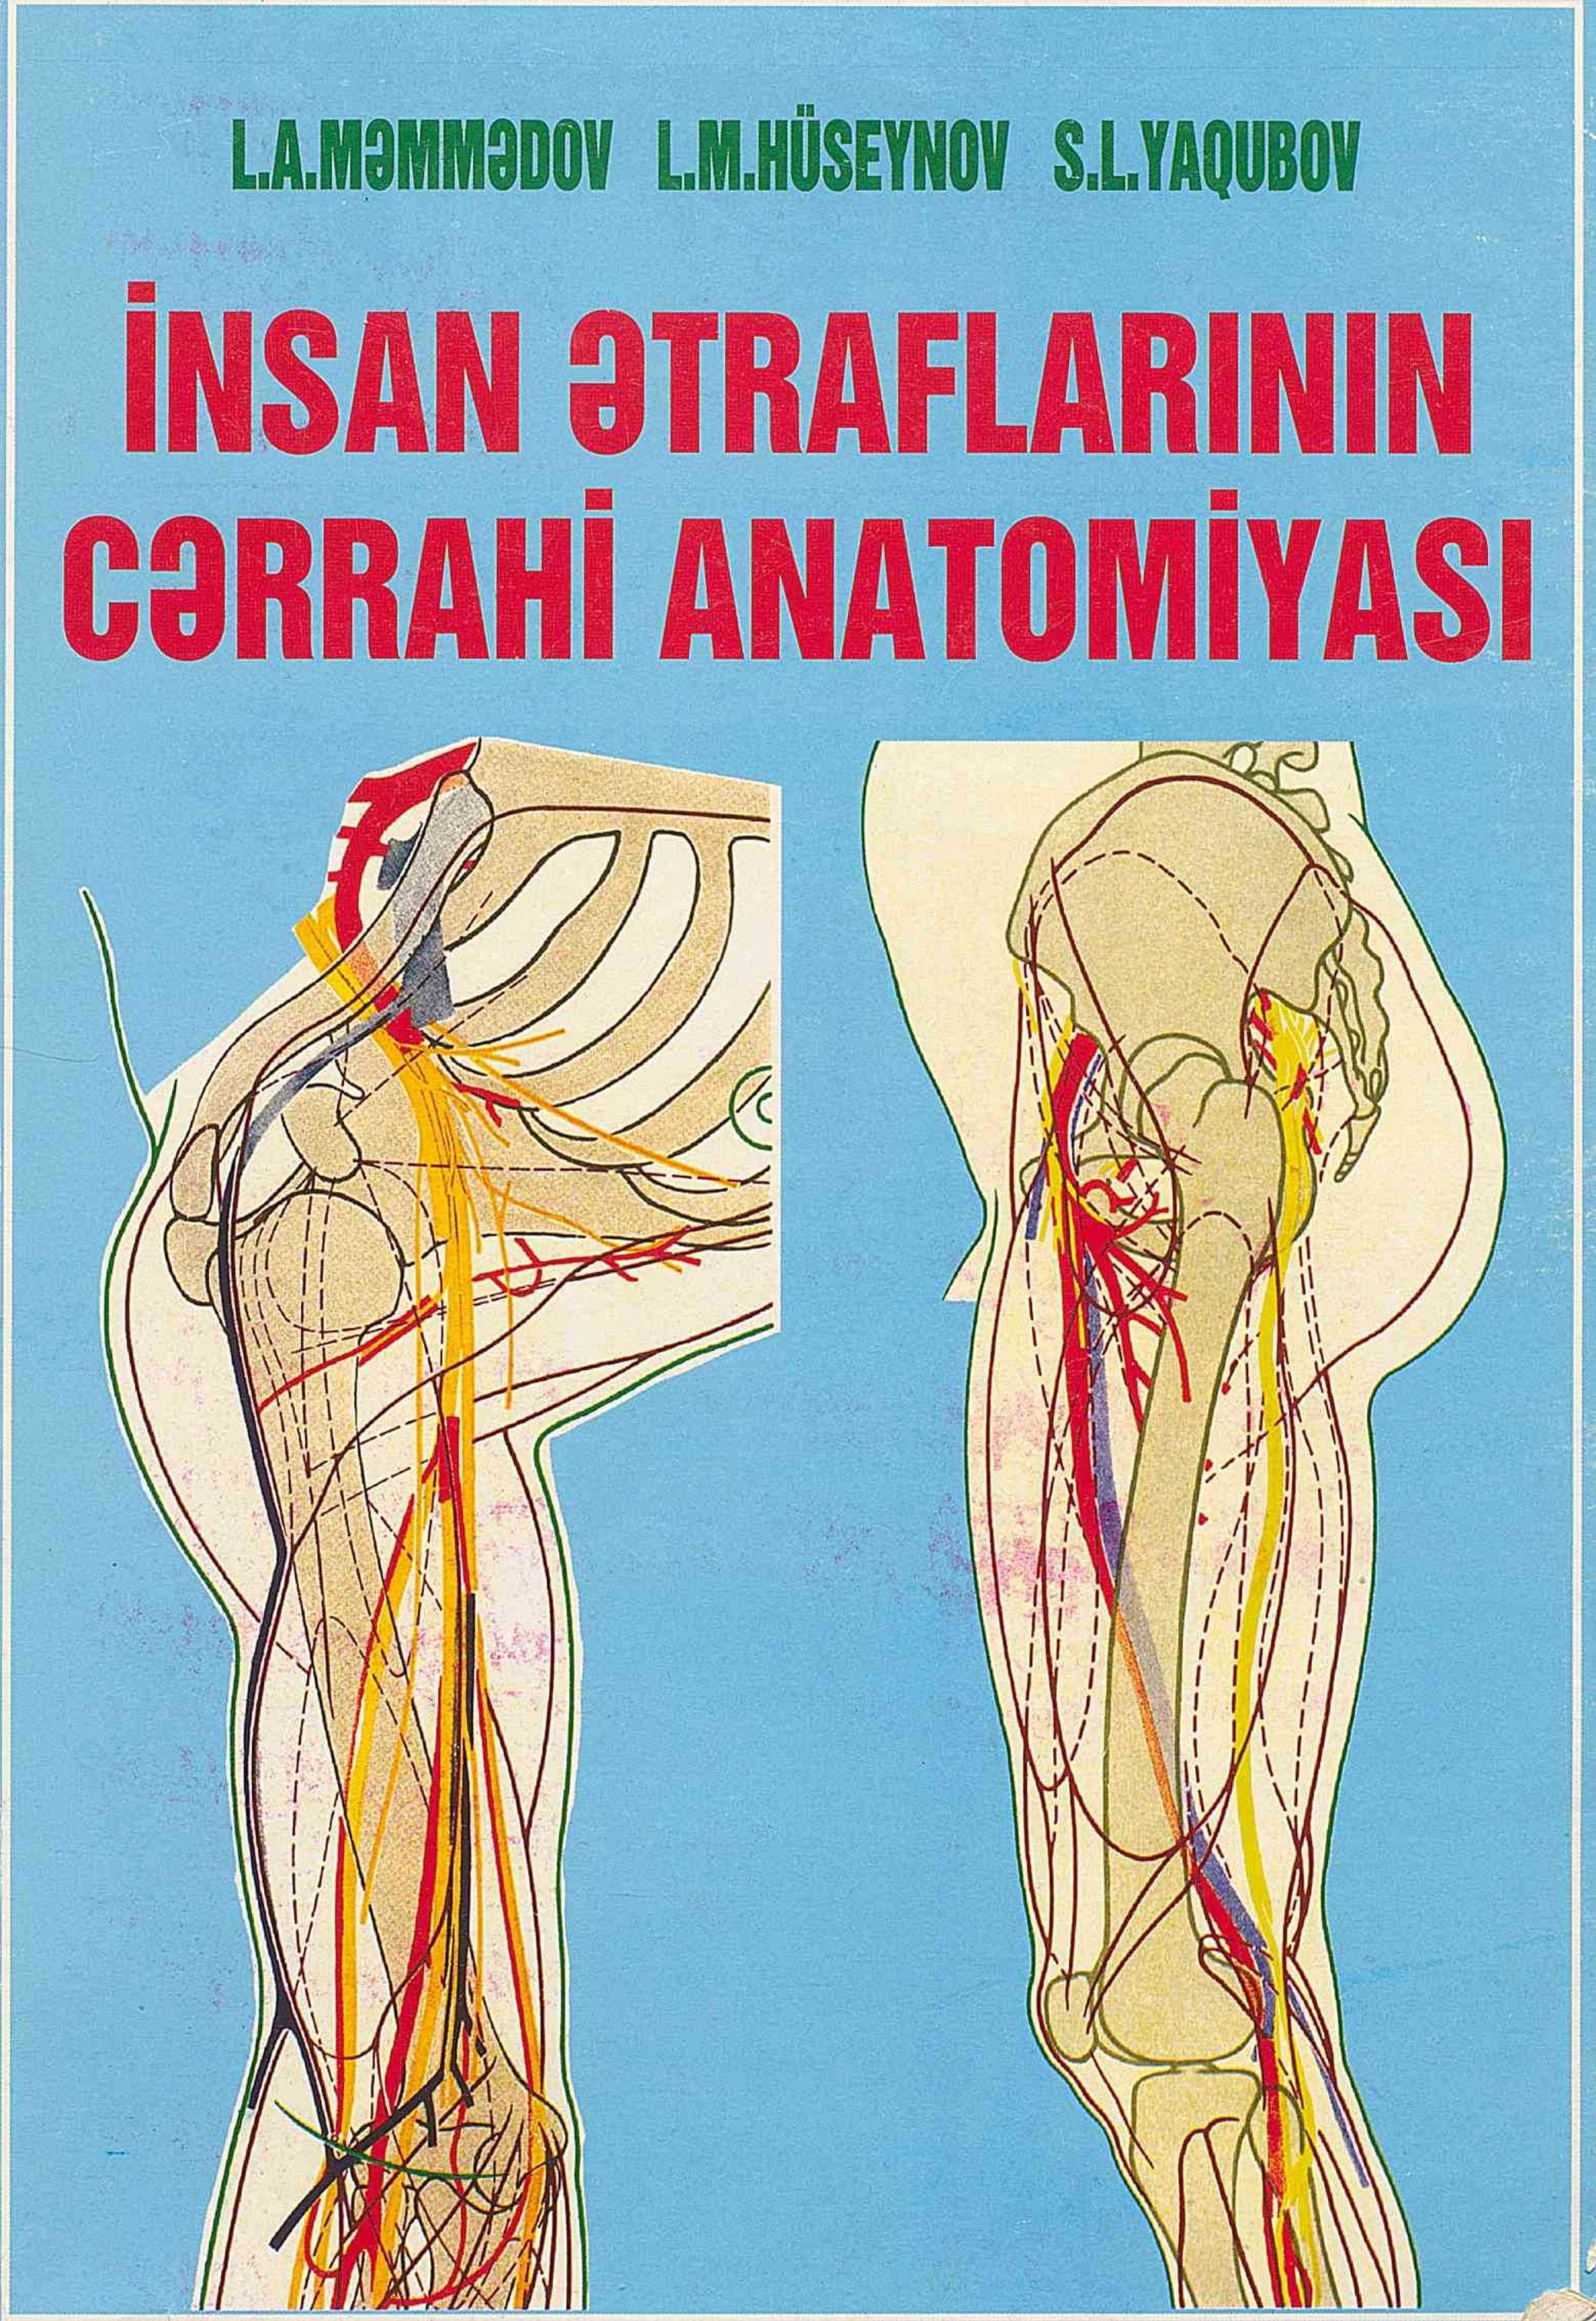 L.A.MƏMMƏDOV L.M.HÜSEYNOV S.L.YAQUBOV
İNSAN ƏTRAFLARININ
CƏRRAHİ ANATOMİYASI